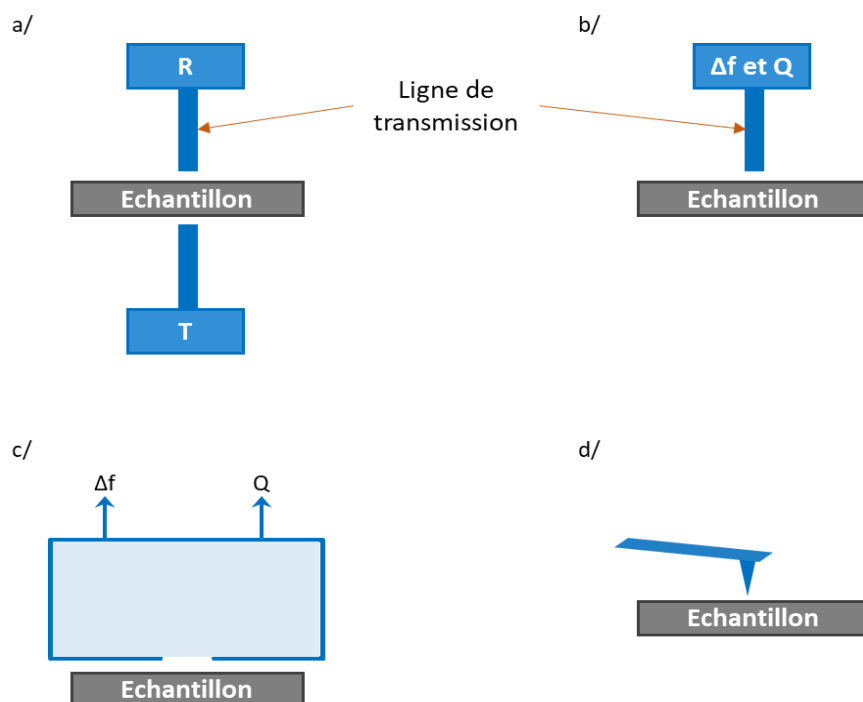 a/
b/
R
Δf et Q
Ligne de
transmission
Echantillon
Echantillon
T
c/
d/
Δf
Q
Echantillon
Echantillon